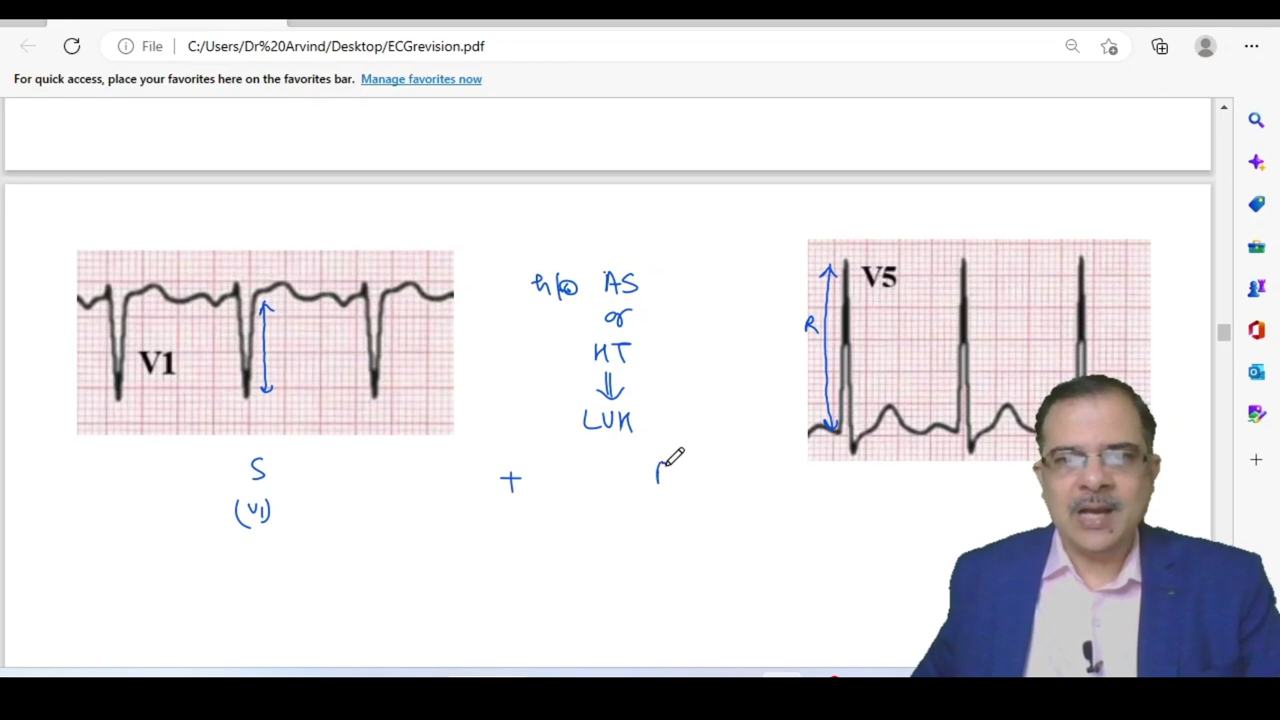 File
C:/Users/Dr%20Arvind/Desktop/ECGrevision.pdf
For quick access, place your favorites here on the favorites bar. Manage favorites now
V1
h/o AS
or
HT
⇓
LVH
R
V5
S
+
(V1)